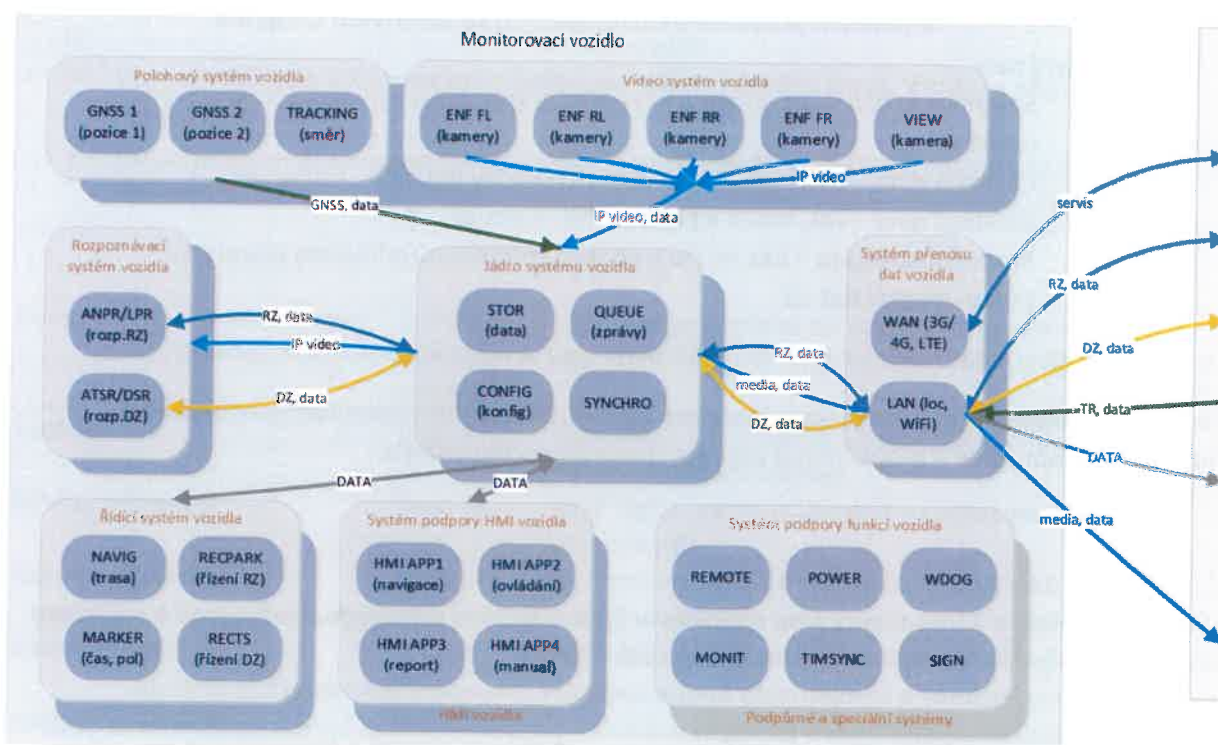 Monitorovací vozidlo
Polohový systém vozidla
GNSS 1
(pozice 1)
GNSS 2
(pozice 2)
TRACKING
(směr)
Video systém vozidla
ENF FL
(kamery)
ENF RL
(kamery)
ENF RR
(kamery)
ENF FR
(kamery)
VIEW
(kamera)
IP video
GNSS, data
IP video, data
servis
Rozpoznávací
systém vozidla
ANPR/LPR
(rozp.RZ)
ATSR/DSR
(rozp.DZ)
RZ, data
IP video
DZ, data
Jádro systému vozidla
STOR
(data)
QUEUE
(zprávy)
CONFIG
(konfig)
SYNCHRO
RZ, data
media, data
DZ, data
Systém přenosu
dat vozidla
WAN (3G/
4G, LTE)
LAN (loc,
WiFi)
RZ, data
DZ, data
TR, data
DATA
media, data
DATA
DATA
Řídící systém vozidla
NAVIG
(trasa)
RECPARK
(řízení RZ)
MARKER
(čas, pol)
RECTS
(řízení DZ)
Systém podpory HMI vozidla
HMI APP1
(navigace)
HMI APP2
(ovládání)
HMI APP3
(report)
HMI APP4
(manual)
HMI vozidla
Systém podpory funkcí vozidla
REMOTE
POWER
WDOG
MONIT
TIMSYNC
SIGN
Podpůrné a speciální systémy